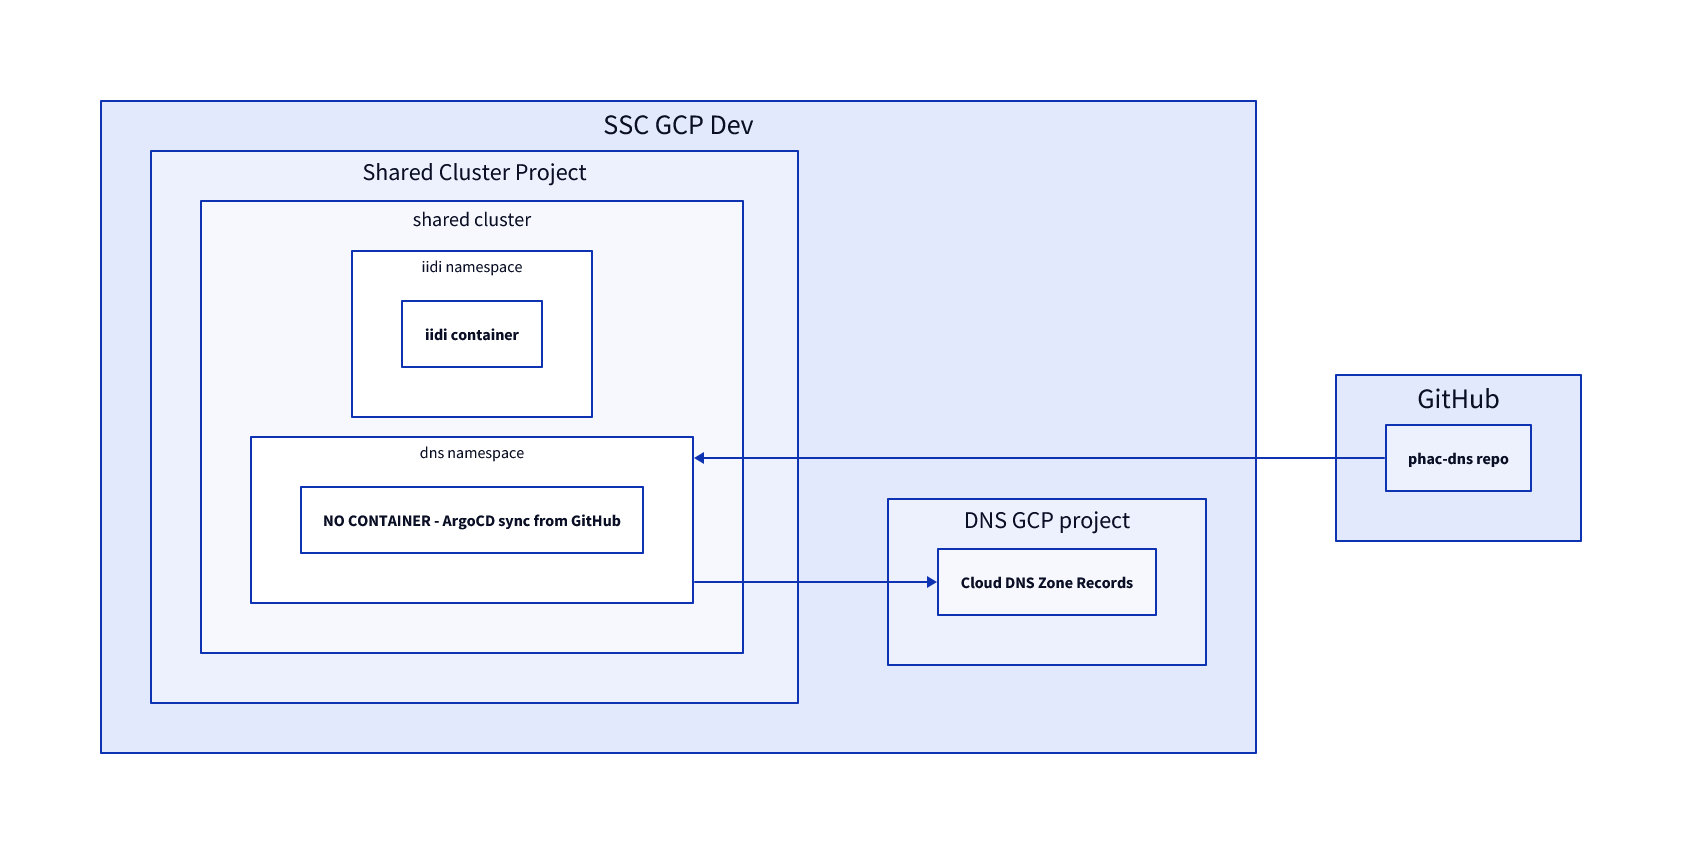 SSC GCP Dev
Shared Cluster Project
shared cluster
iidi namespace
iidi container
dns namespace
NO CONTAINER - ArgoCD sync from GitHub
DNS GCP project
Cloud DNS Zone Records
GitHub
phac-dns repo